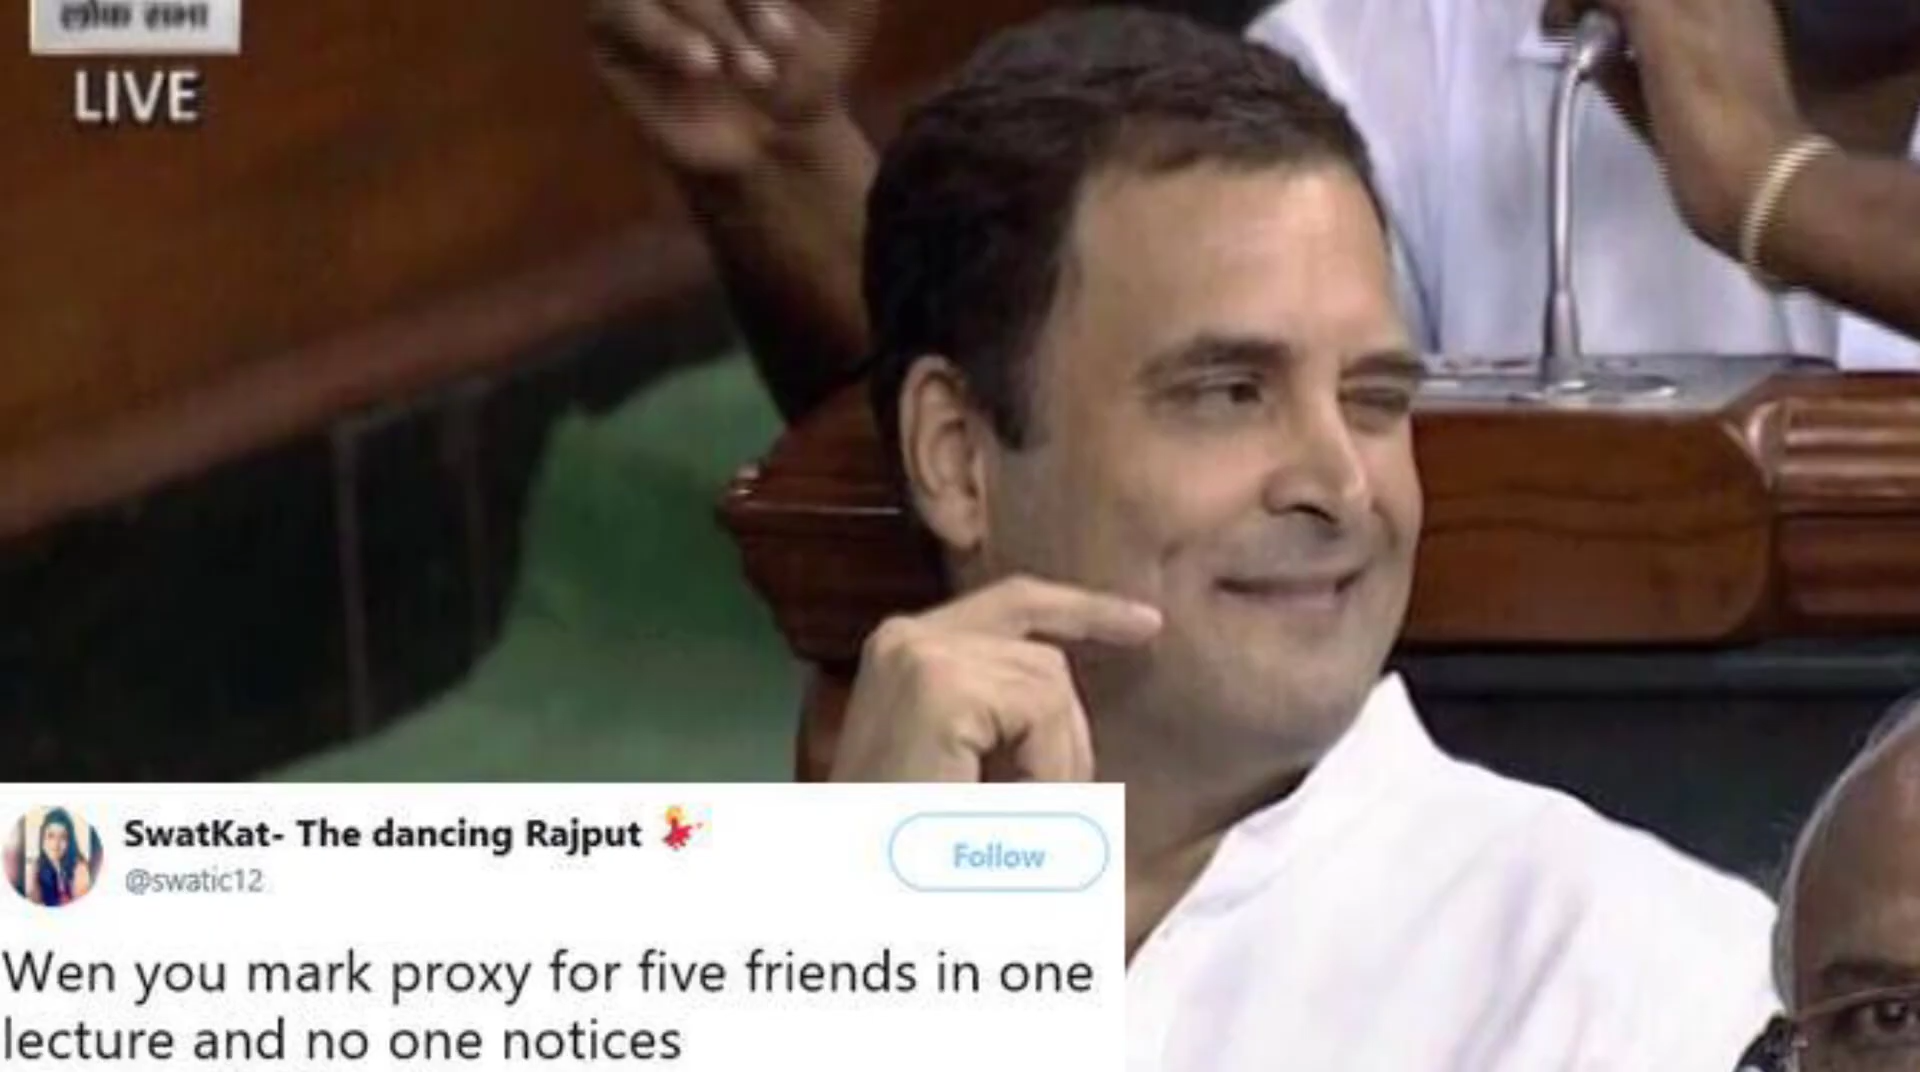 लोक सभा
LIVE
SwatKat- The dancing Rajput
@swatic12
Follow
Wen you mark proxy for five friends in one
lecture and no one notices